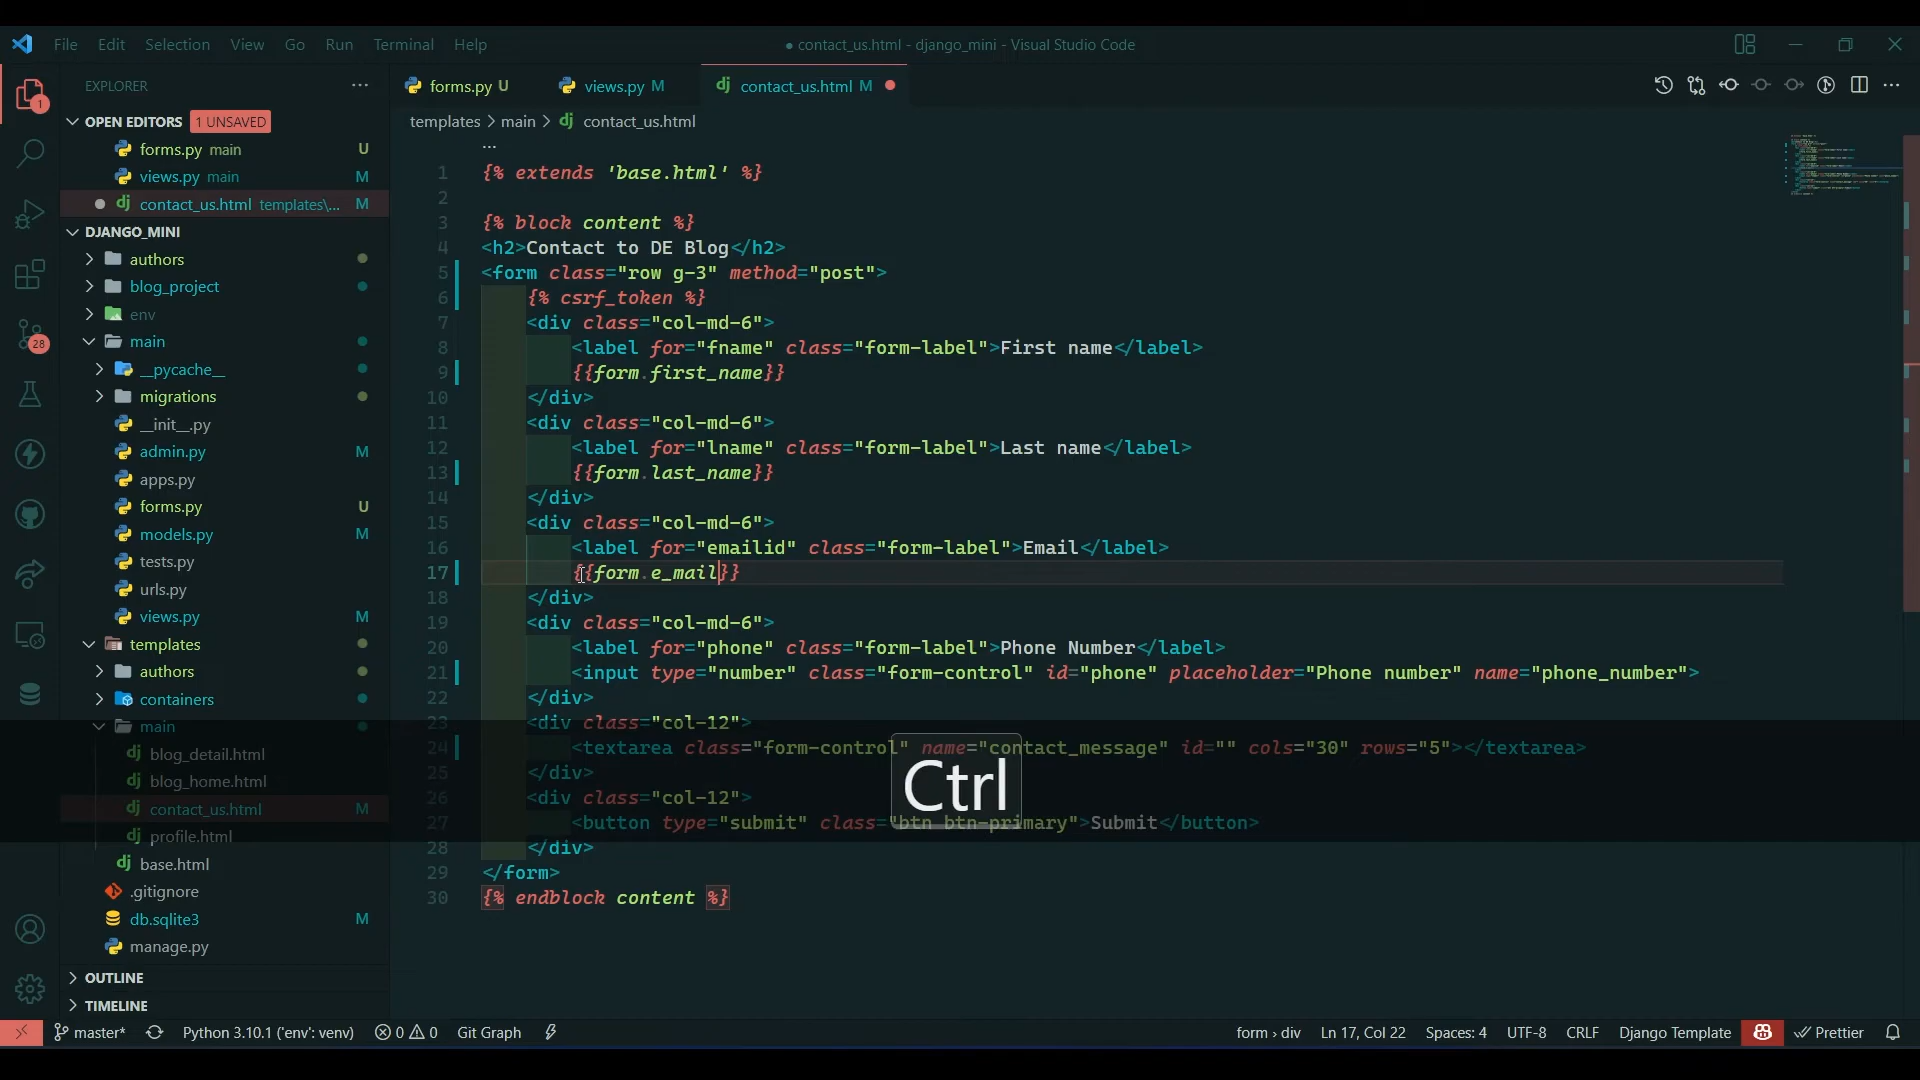 File Edit Selection View Go Run Terminal Help
● contact_us.html - django_mini - Visual Studio Code
EXPLORER ...
forms.py U
views.py M
contact_us.html M
OPEN EDITORS 1 UNSAVED
templates > main > contact_us.html
forms.py main U
views.py main M
contact_us.html templates\... M
DJANGO_MINI
authors
blog_project
env
main
__pycache__
migrations
__init__.py
admin.py M
apps.py
forms.py U
models.py M
tests.py
urls.py
views.py M
templates
authors
containers
main
blog_detail.html
blog_home.html
contact_us.html M
profile.html
base.html
.gitignore
db.sqlite3 M
manage.py
OUTLINE
TIMELINE
1
28
...
1 {% extends 'base.html' %}
2
3 {% block content %}
4 <h2>Contact to DE Blog</h2>
5 <form class="row g-3" method="post">
6 {% csrf_token %}
7 <div class="col-md-6">
8 <label for="fname" class="form-label">First name</label>
9 {{form.first_name}}
10 </div>
11 <div class="col-md-6">
12 <label for="lname" class="form-label">Last name</label>
13 {{form.last_name}}
14 </div>
15 <div class="col-md-6">
16 <label for="emailid" class="form-label">Email</label>
17 {{form.e_mail}}
18 </div>
19 <div class="col-md-6">
20 <label for="phone" class="form-label">Phone Number</label>
21 <input type="number" class="form-control" id="phone" placeholder="Phone number" name="phone_number">
22 </div>
23 <div class="col-12">
24 <textarea class="form-control" name="contact_message" id="" cols="30" rows="5"></textarea>
25 </div>
26 <div class="col-12">
27 <button type="submit" class="btn btn-primary">Submit</button>
28 </div>
29 </form>
30 {% endblock content %}
Ctrl
master* Python 3.10.1 ('env': venv) 0 0 Git Graph
form › div Ln 17, Col 22 Spaces: 4 UTF-8 CRLF Django Template Prettier